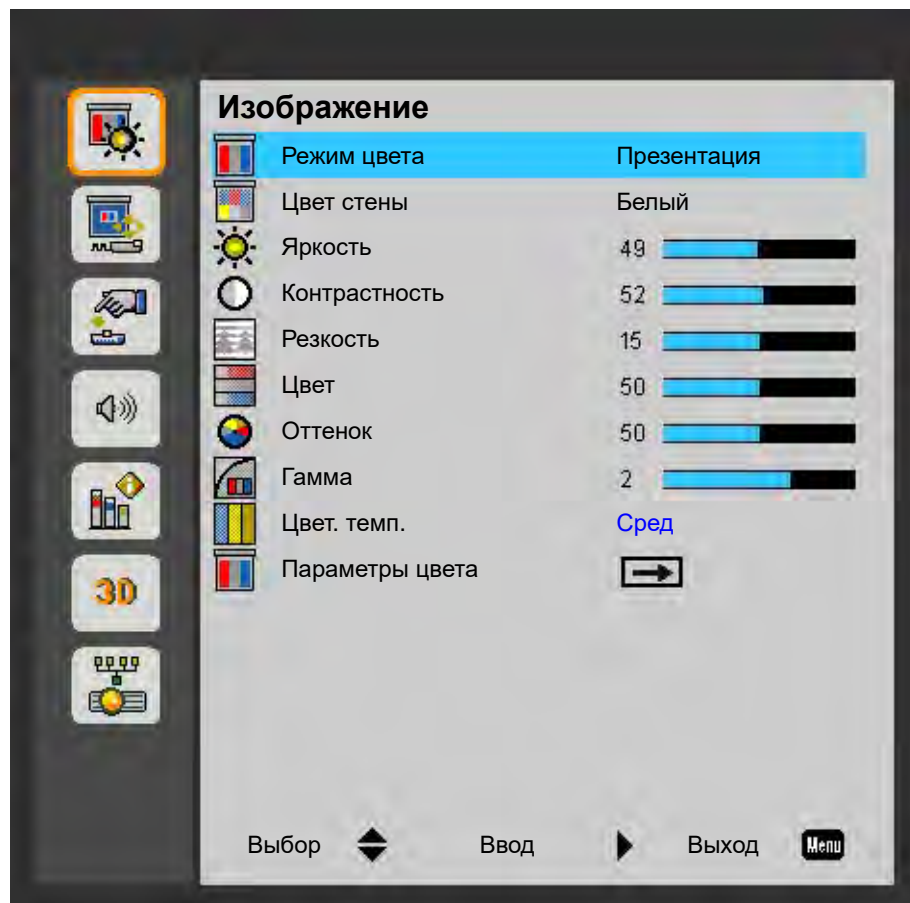 Изображение
Режим цвета Презентация
Цвет стены Белый
Яркость 49
Контрастность 52
Резкость 15
Цвет 50
Оттенок 50
Гамма 2
Цвет. темп. Сред
Параметры цвета
3D
Выбор Ввод Выход Menu